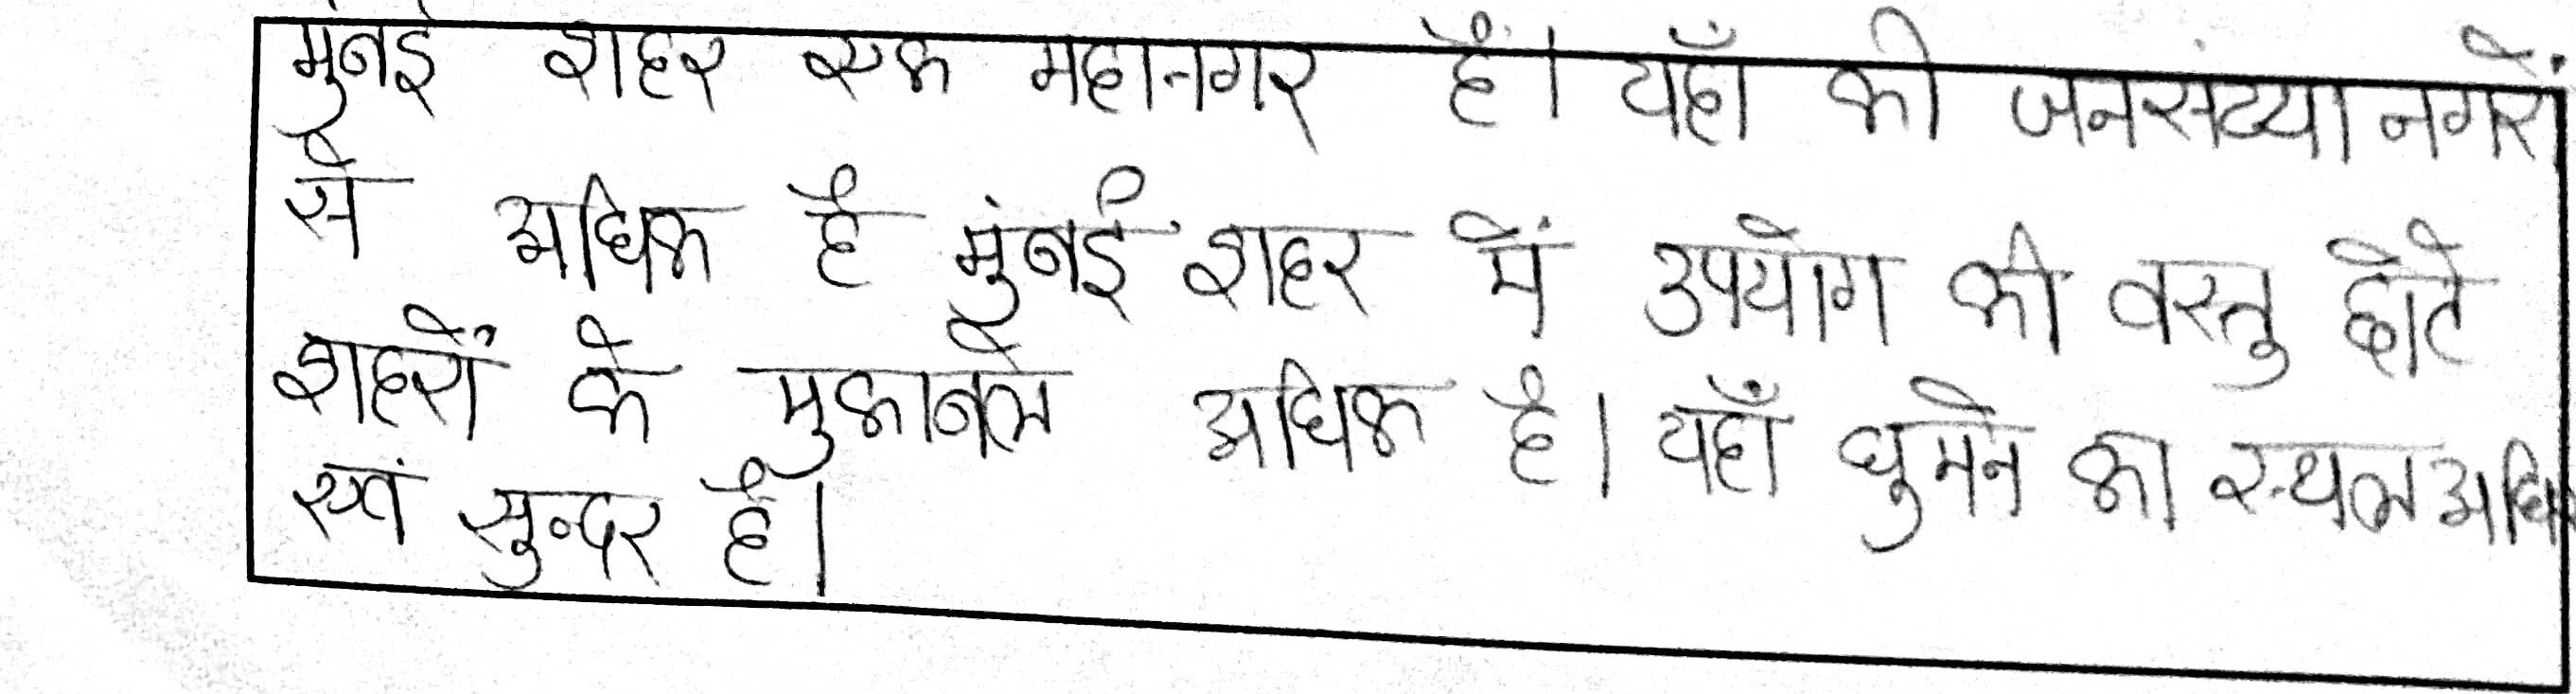 मुंबई शहर एक महानगर हैं। यहाँ की जनसंख्या नगरों
से अधिक है मुंबई शहर में उपयोग की वस्तु छोटे
शहरों के मुकाबले अधिक है। यहाँ घुमने का स्थल अधि
एवं सुन्दर है।